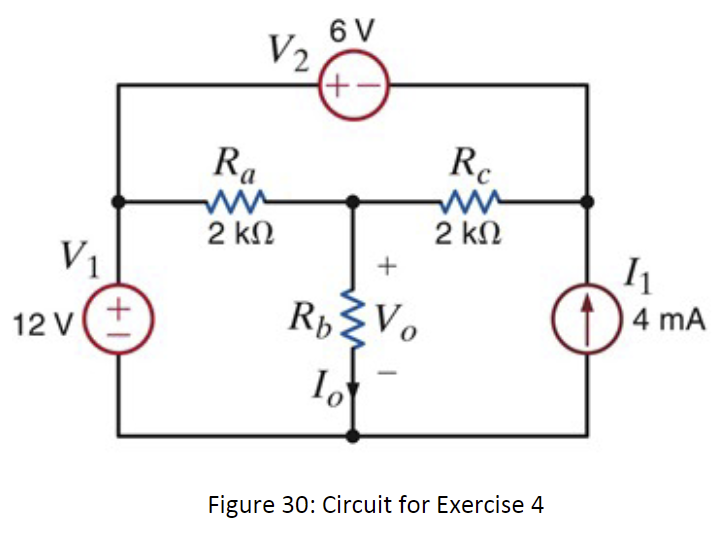 V2 6 V
+ −
Ra Rc
2 kΩ 2 kΩ
V1 + I1
12 V + − Rb Vo 4 mA
Io −
Figure 30: Circuit for Exercise 4